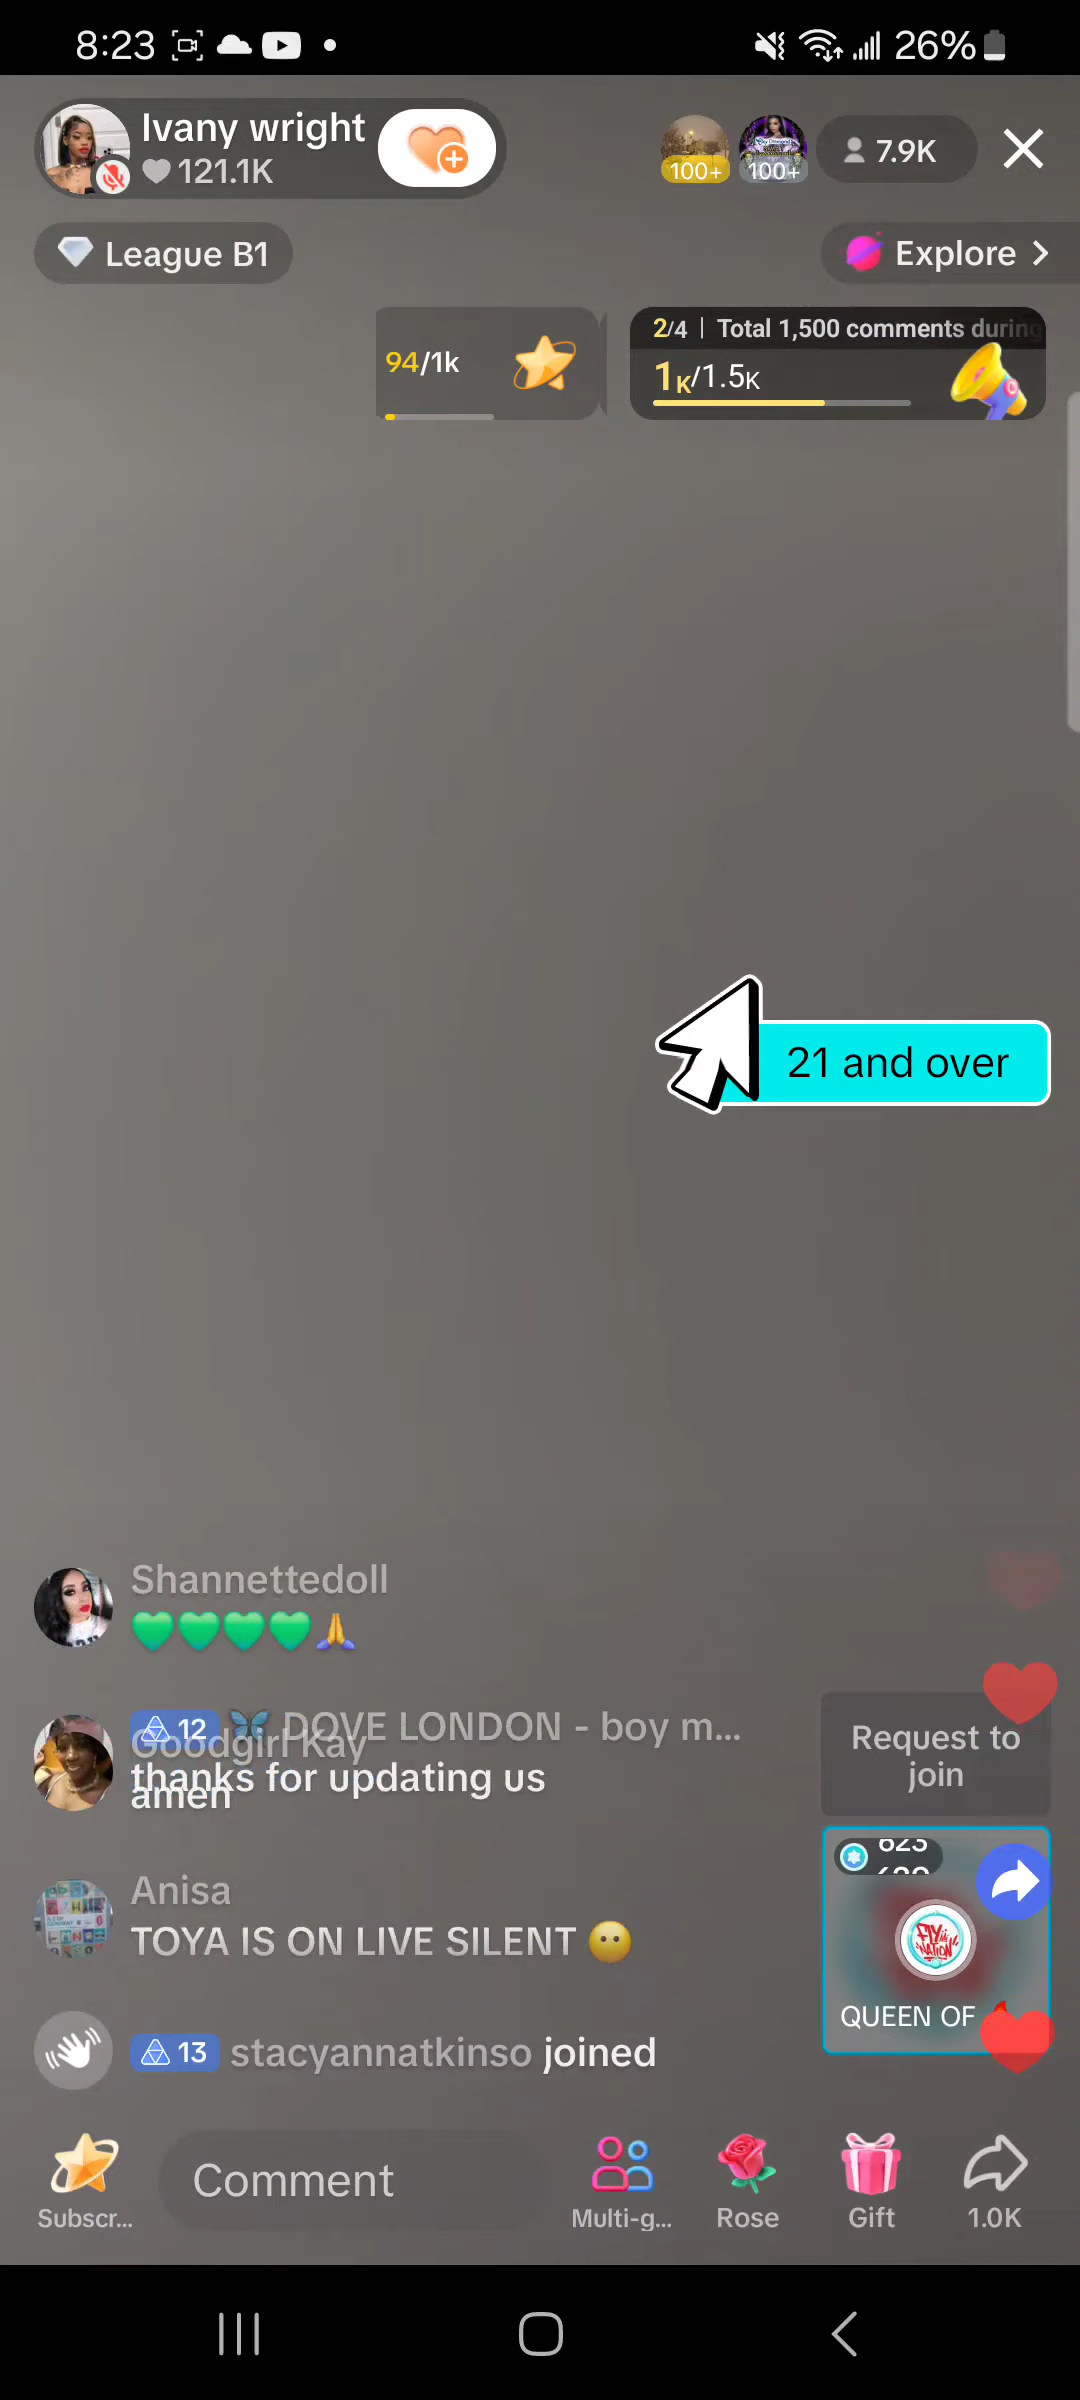 8:23
26%
Ivany wright
121.1K
100+
100+
7.9K
League B1
Explore
94/1k
2/4 | Total 1,500 comments during
1K/1.5K
21 and over
Shannettedoll
💚💚💚💚🙏
12 🦋 DOVE LONDON - boy m...
thanks for updating us
Goodgirl Kay
amen
Anisa
TOYA IS ON LIVE SILENT 😶
13 stacyannatkinso joined
Request to
join
623
FLY
NATION
QUEEN OF
Subscr...
Comment
Multi-g...
Rose
Gift
1.0K